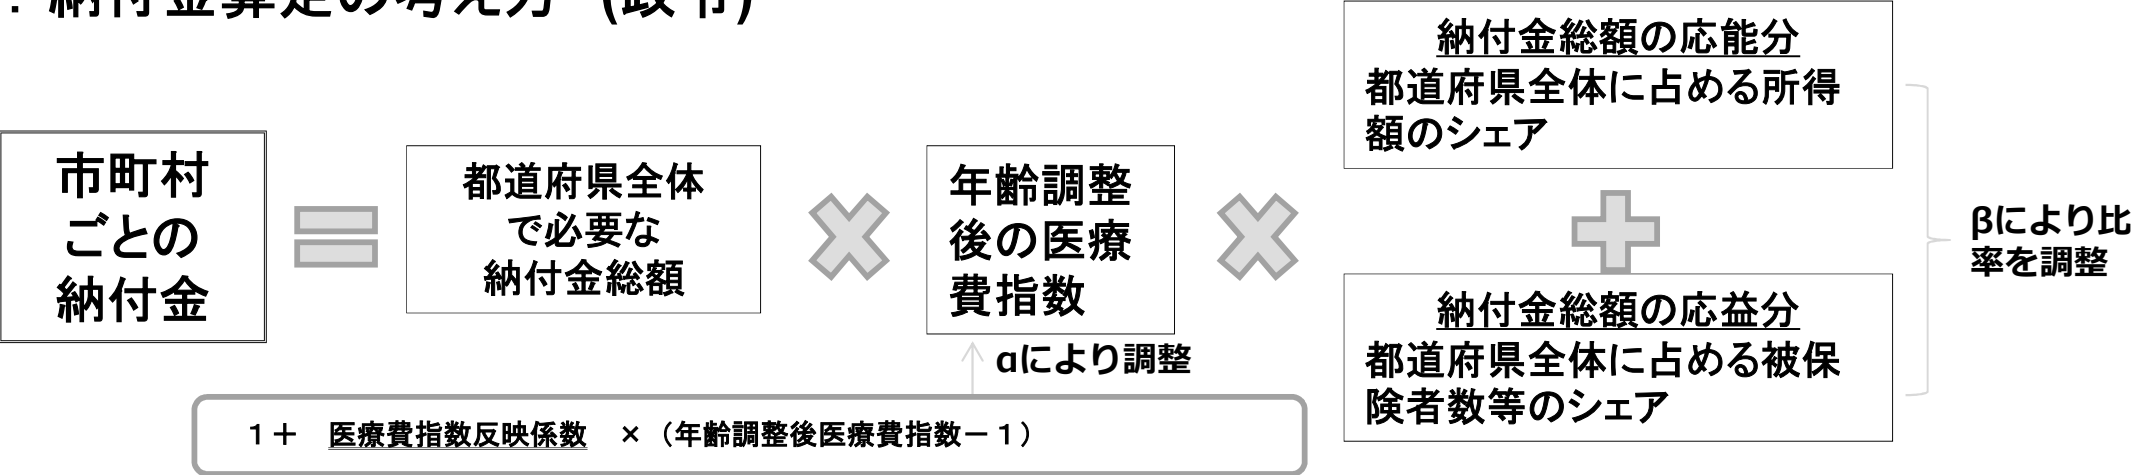 納付金算定の考え方 (政令)
市町村
ごとの
納付金
都道府県全体
で必要な
納付金総額
年齢調整
後の医療
費指数
αにより調整
1＋ 医療費指数反映係数 ×（年齢調整後医療費指数－1）
納付金総額の応能分
都道府県全体に占める所得
額のシェア
納付金総額の応益分
都道府県全体に占める被保
険者数等のシェア
βにより比
率を調整